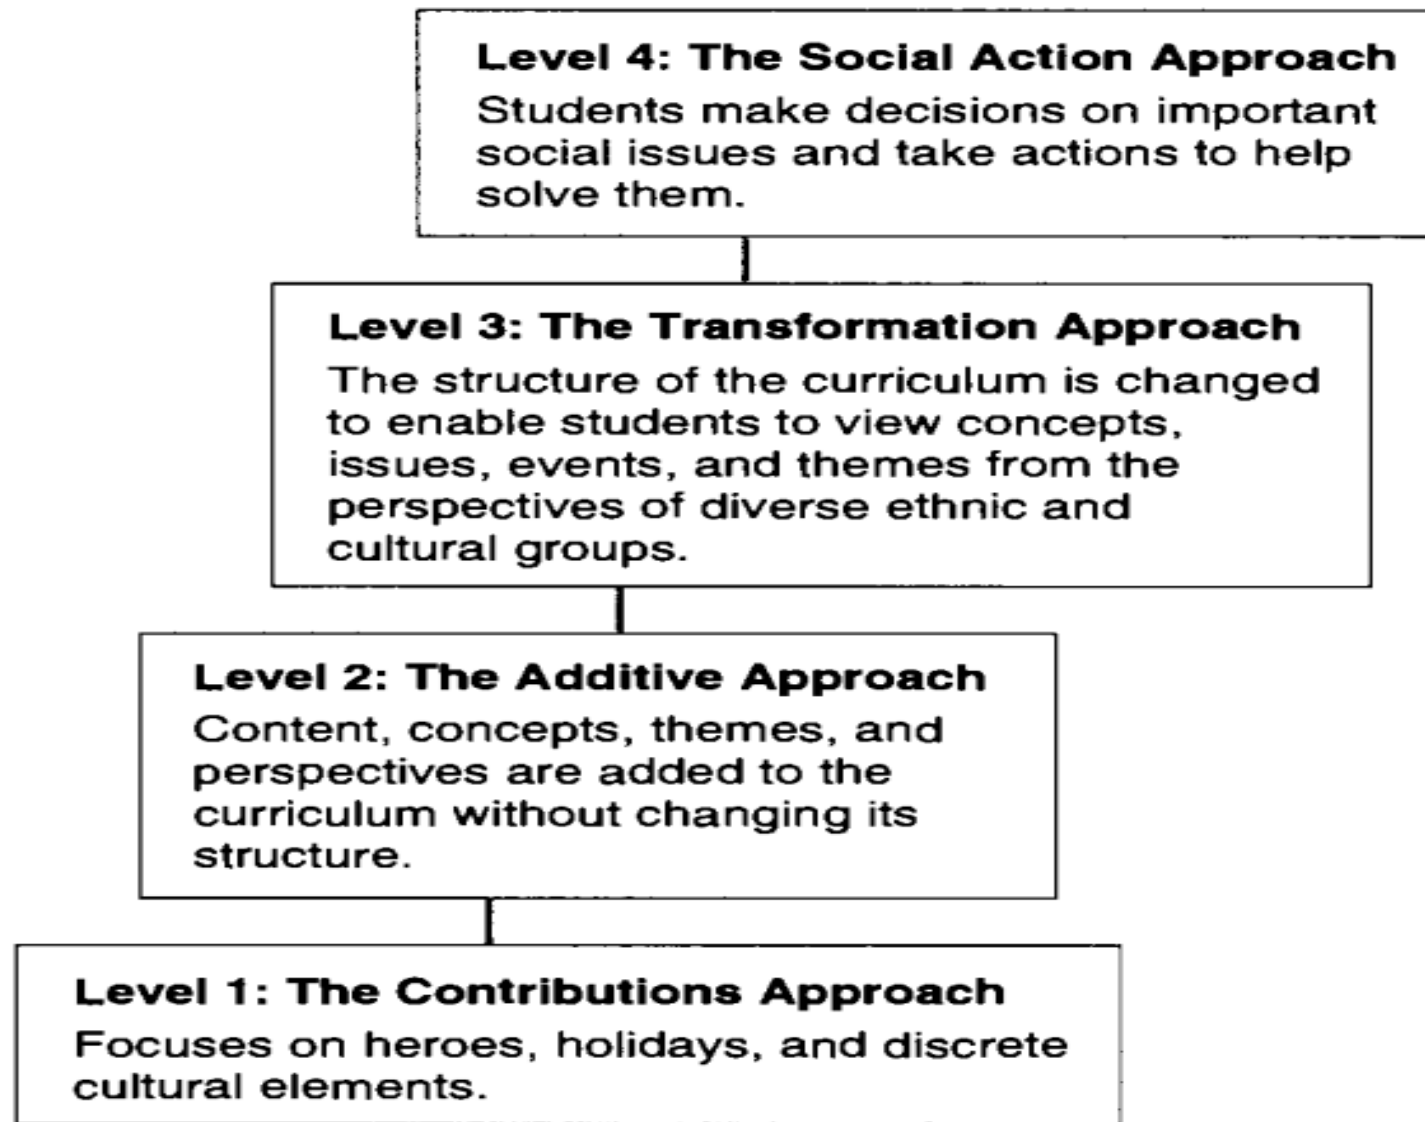 Level 4: The Social Action Approach
Students make decisions on important
social issues and take actions to help
solve them.
Level 3: The Transformation Approach
The structure of the curriculum is changed
to enable students to view concepts,
issues, events, and themes from the
perspectives of diverse ethnic and
cultural groups.
Level 2: The Additive Approach
Content, concepts, themes, and
perspectives are added to the
curriculum without changing its
structure.
Level 1: The Contributions Approach
Focuses on heroes, holidays, and discrete
cultural elements.